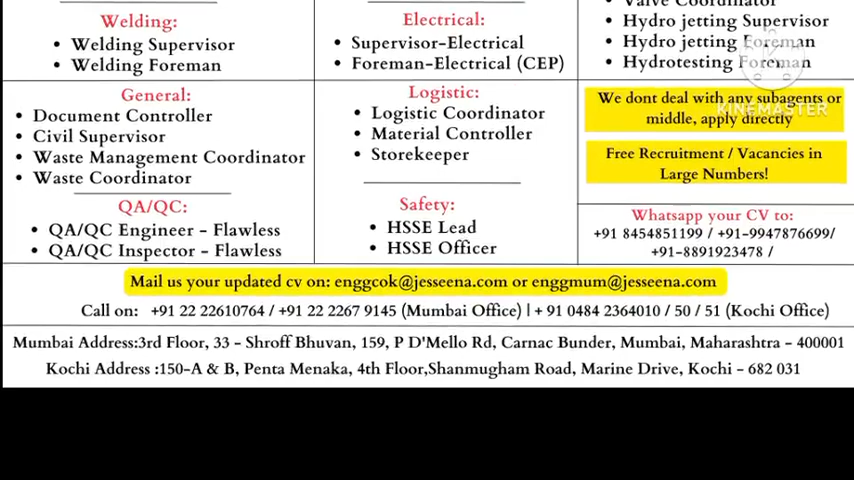 Welding:
• Welding Supervisor
• Welding Foreman
Electrical:
• Supervisor-Electrical
• Foreman-Electrical (CEP)
Valve Coordinator
• Hydro jetting Supervisor
• Hydro jetting Foreman
• Hydrotesting Foreman
General:
• Document Controller
• Civil Supervisor
• Waste Management Coordinator
• Waste Coordinator
QA/QC:
• QA/QC Engineer - Flawless
• QA/QC Inspector - Flawless
Logistic:
• Logistic Coordinator
• Material Controller
• Storekeeper
Safety:
• HSSE Lead
• HSSE Officer
We dont deal with any subagents or
middle, apply directly
KINEMASTER
Free Recruitment / Vacancies in
Large Numbers!
Whatsapp your CV to:
+91 8454851199 / +91-9947876699/
+91-8891923478 /
Mail us your updated cv on: enggcok@jesseena.com or enggmum@jesseena.com
Call on: +91 22 22610764 / +91 22 2267 9145 (Mumbai Office) | + 91 0484 2364010 / 50 / 51 (Kochi Office)
Mumbai Address:3rd Floor, 33 - Shroff Bhuvan, 159, P D'Mello Rd, Carnac Bunder, Mumbai, Maharashtra - 400001
Kochi Address :150-A & B, Penta Menaka, 4th Floor,Shanmugham Road, Marine Drive, Kochi - 682 031